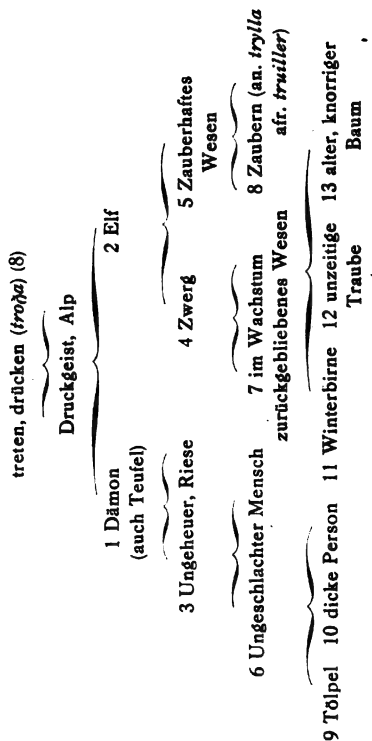 treten, drücken (troþa) (8)
Druckgeist, Alp
1 Dämon 2 Elf
(auch Teufel)
3 Ungeheuer, Riese 4 Zwerg 5 Zauberhaftes
Wesen
6 Ungeschlachter Mensch 7 im Wachstum 8 Zaubern (an. trylla
zurückgebliebenes Wesen afr. truiller)
9 Tölpel 10 dicke Person 11 Winterbirne 12 unzeitige 13 alter, knorriger
Traube Baum